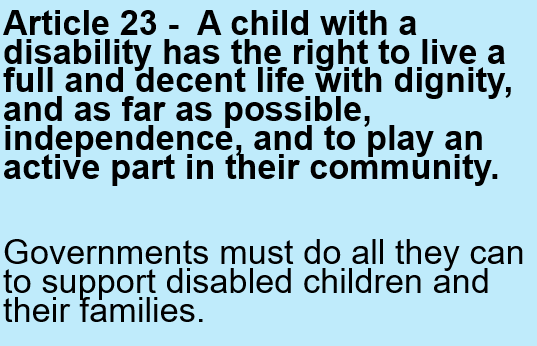 Article 23 -  A child with a
disability has the right to live a
full and decent life with dignity,
and as far as possible,
independence, and to play an
active part in their community.
Governments must do all they can
to support disabled children and
their families.